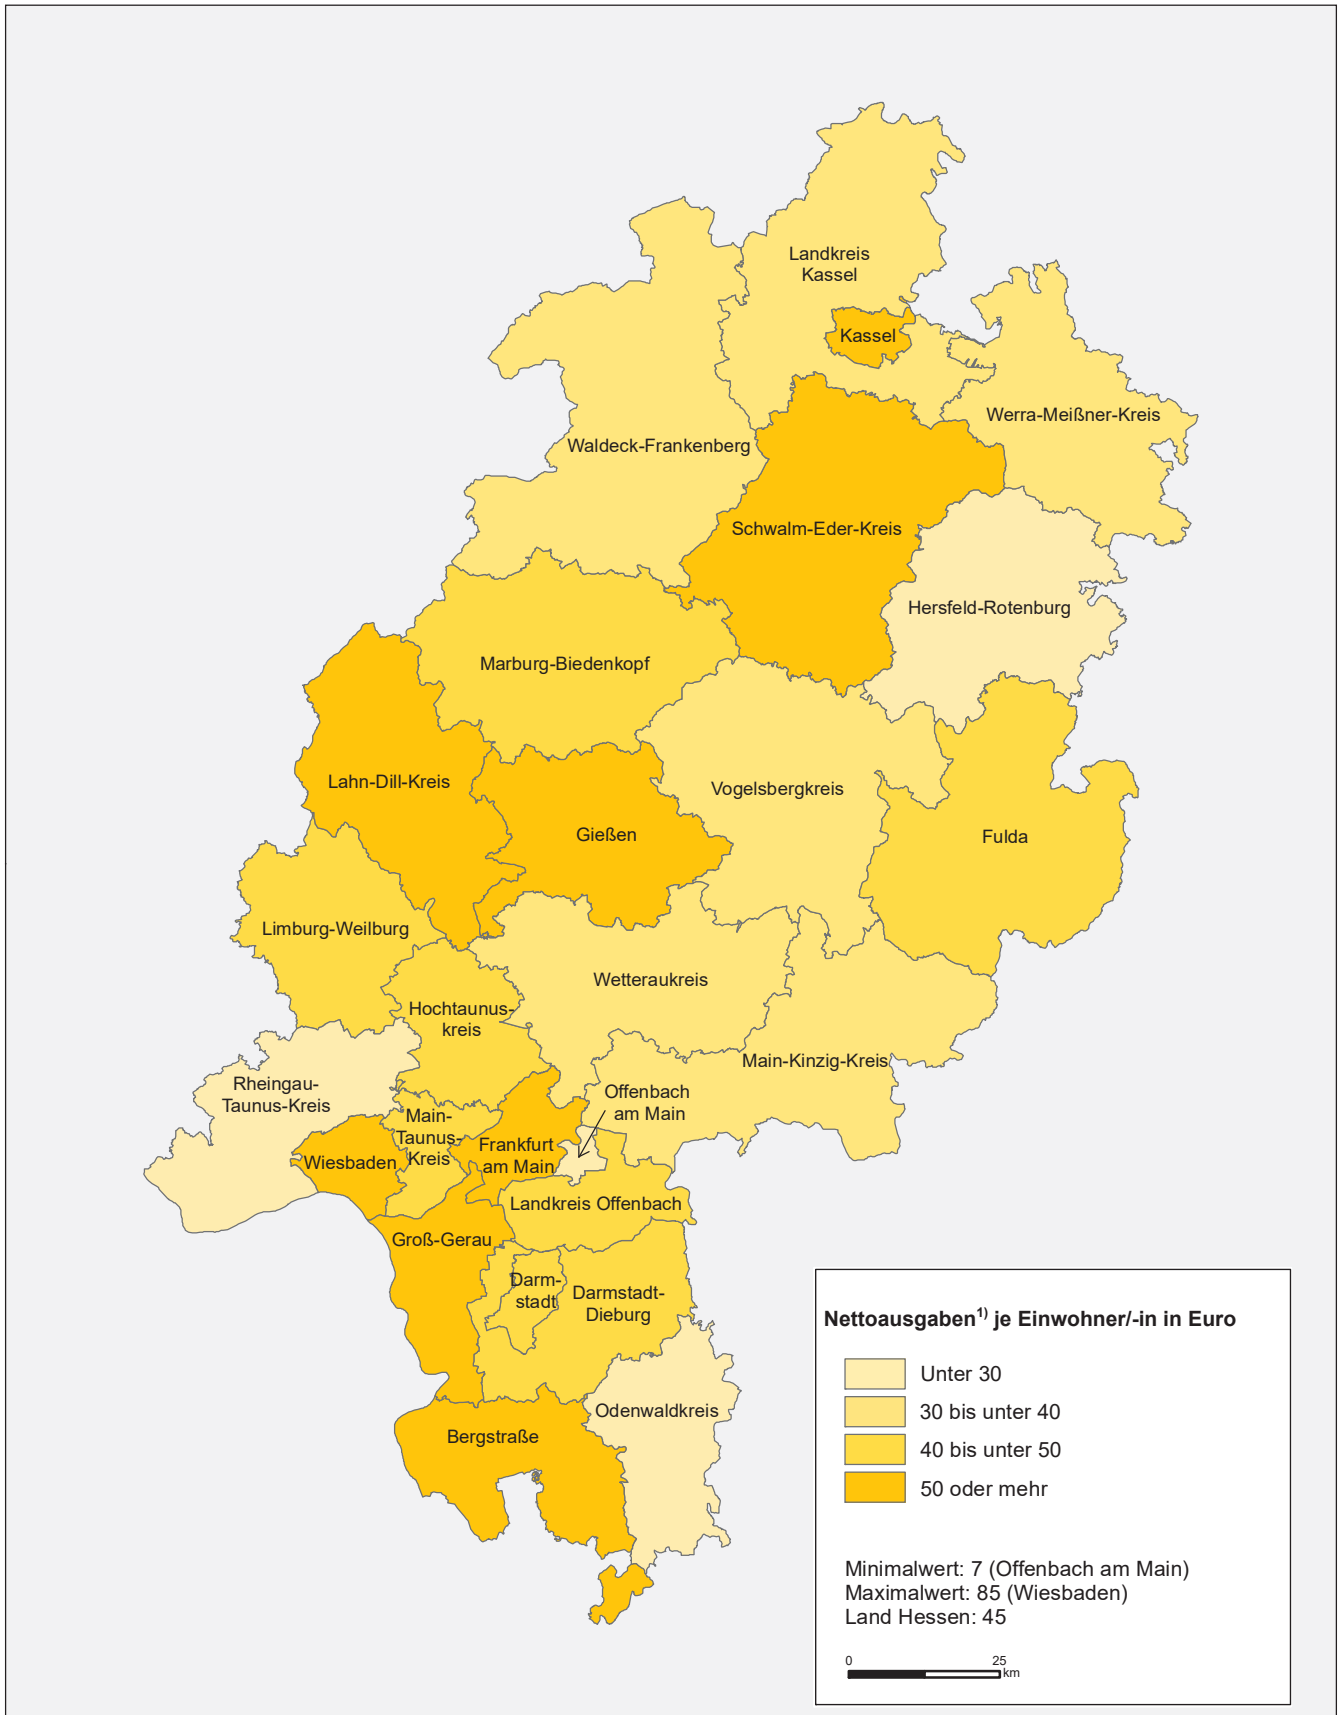 Landkreis
Kassel
Kassel
Werra-Meißner-Kreis
Waldeck-Frankenberg
Schwalm-Eder-Kreis
Hersfeld-Rotenburg
Marburg-Biedenkopf
Lahn-Dill-Kreis
Vogelsbergkreis
Gießen
Fulda
Limburg-Weilburg
Wetteraukreis
Hochtaunus-
kreis
Main-Kinzig-Kreis
Rheingau-
Taunus-Kreis
Offenbach
am Main
Main-
Taunus-
Kreis
Frankfurt
am Main
Wiesbaden
Landkreis Offenbach
Groß-Gerau
Darm-
stadt
Darmstadt-
Dieburg
Odenwaldkreis
Bergstraße
Nettoausgaben1) je Einwohner/-in in Euro
Unter 30
30 bis unter 40
40 bis unter 50
50 oder mehr
Minimalwert: 7 (Offenbach am Main)
Maximalwert: 85 (Wiesbaden)
Land Hessen: 45
0 25
km